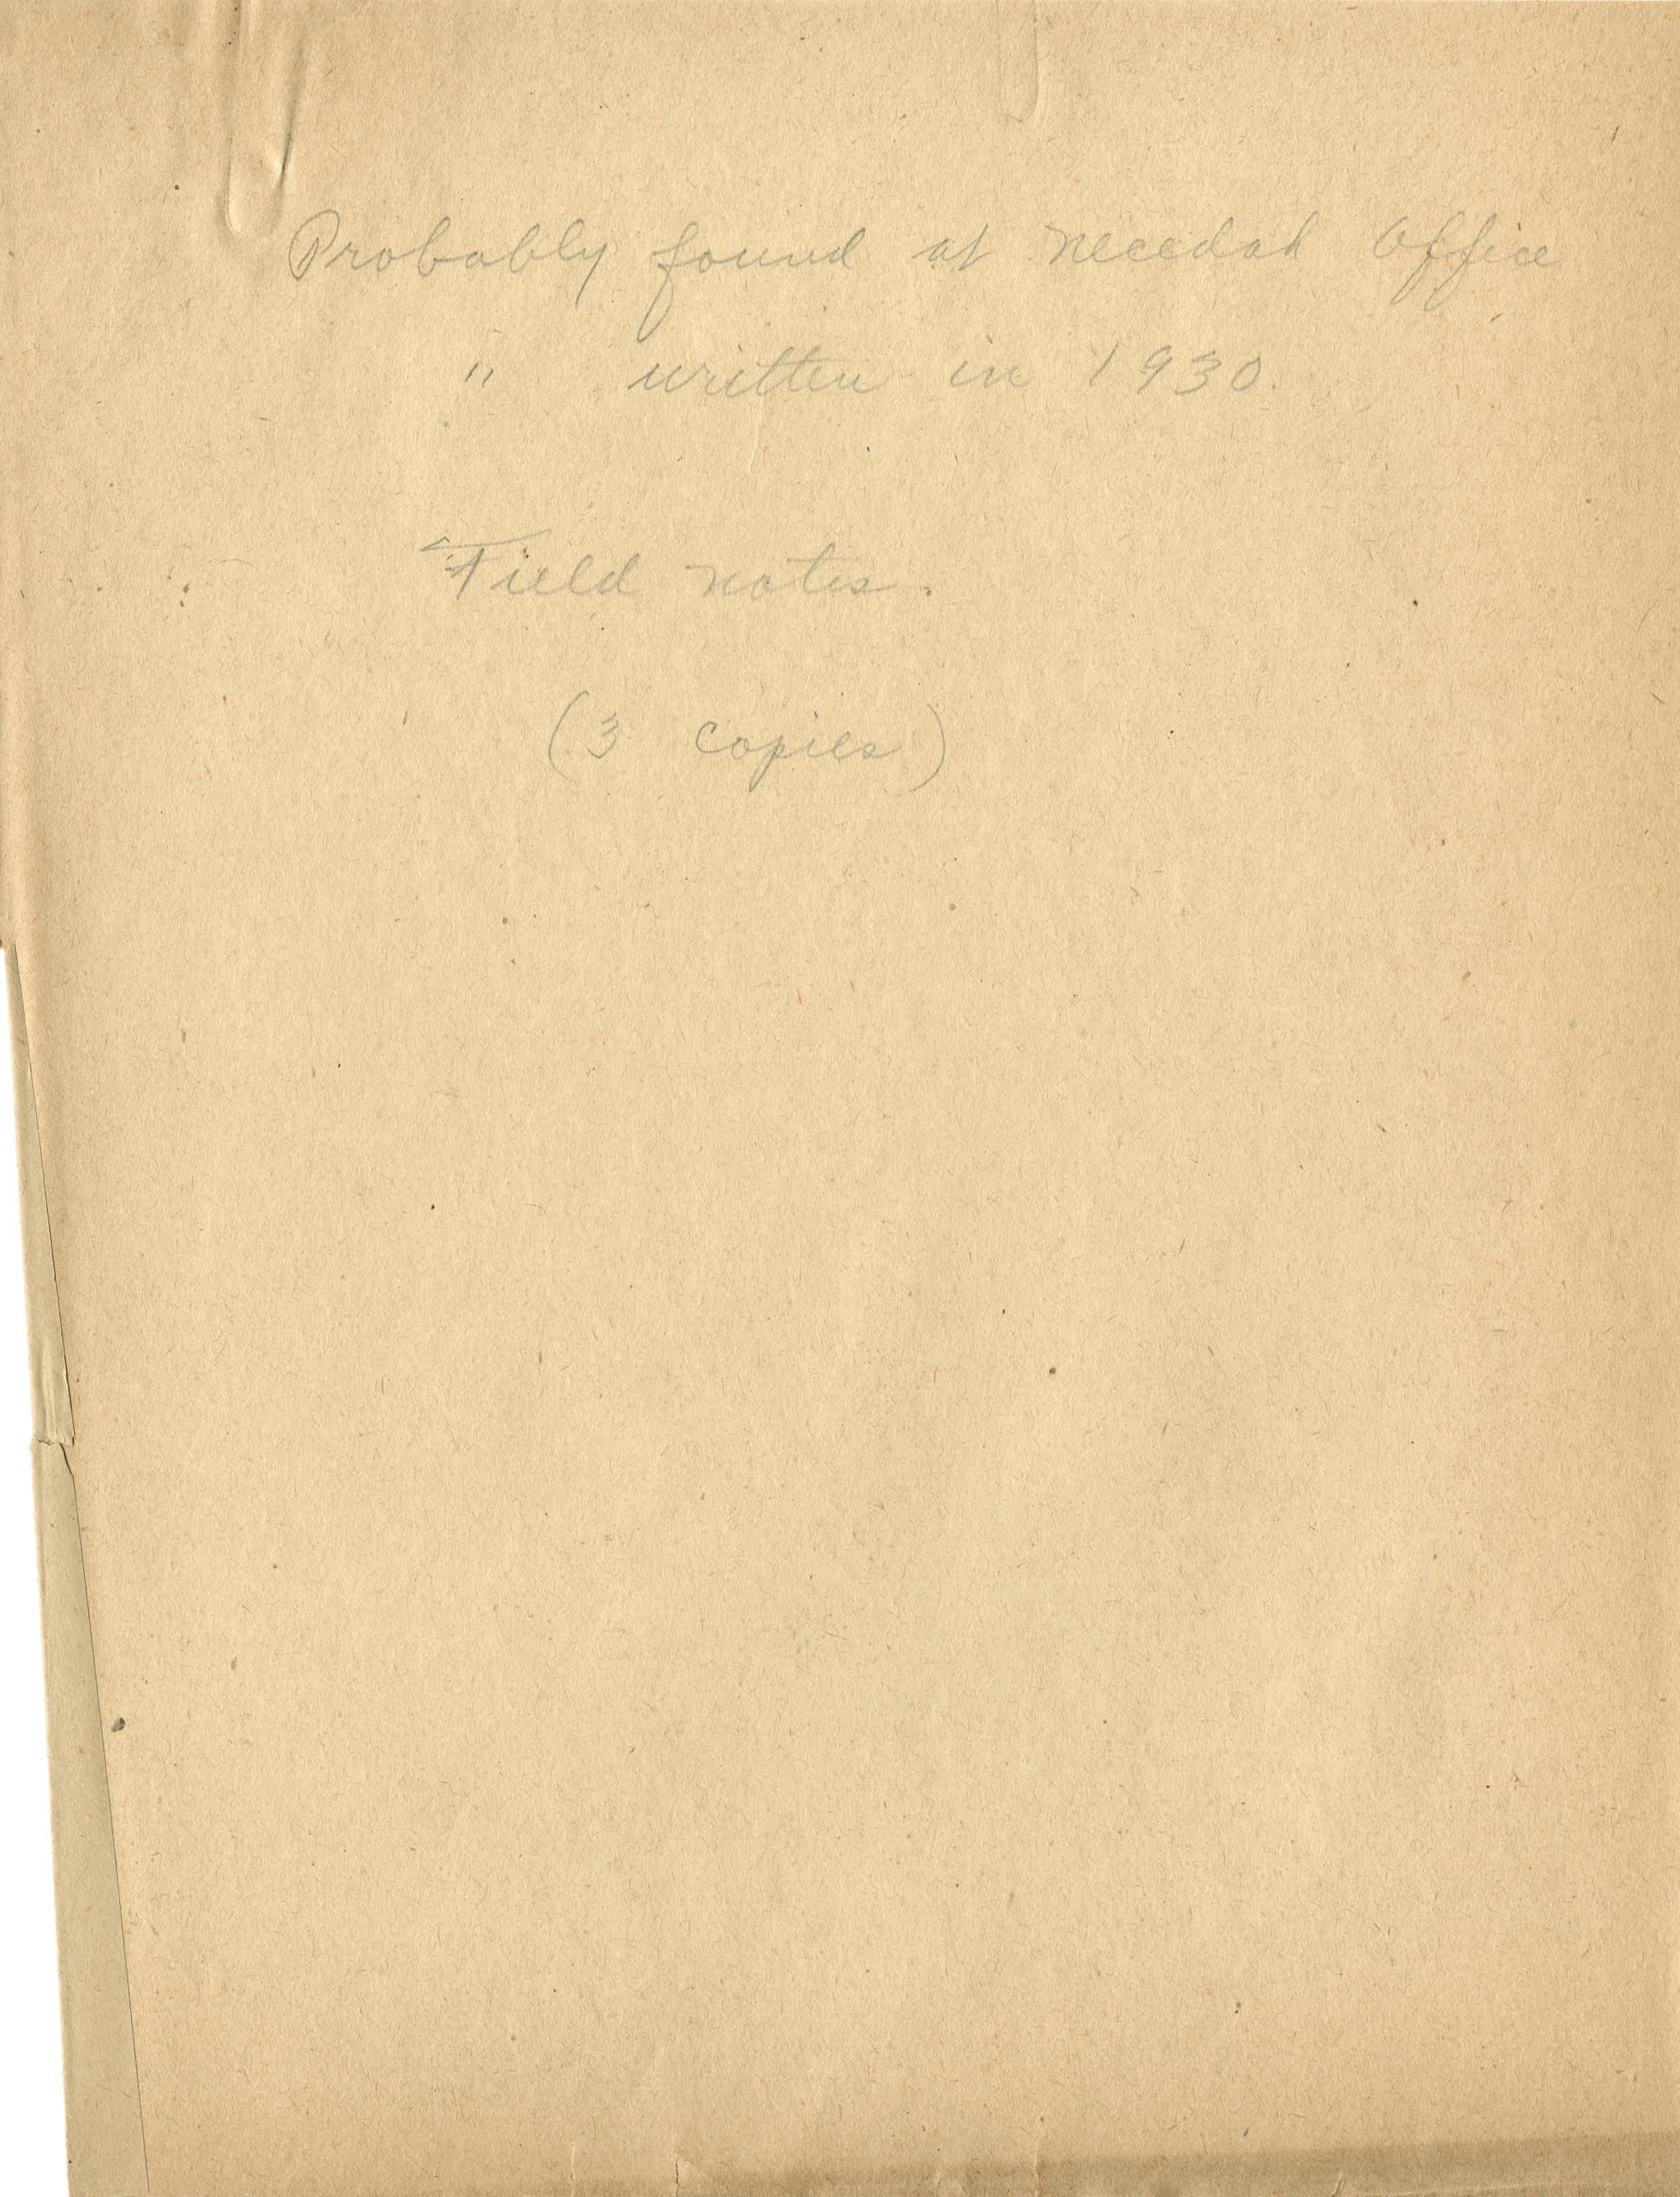 Probably found at Necedah Office
" written in 1930.
Field notes.
(3 copies)